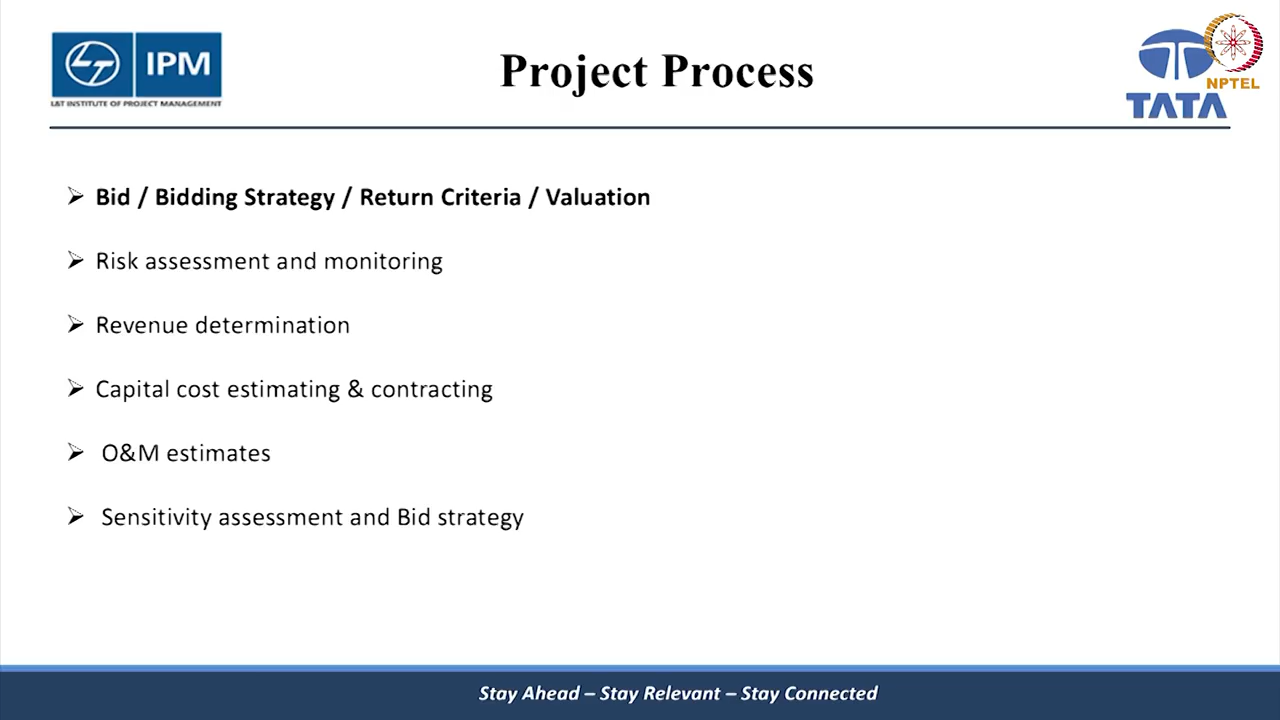 LT IPM
L&T INSTITUTE OF PROJECT MANAGEMENT
Project Process
TATA
NPTEL
➢ Bid / Bidding Strategy / Return Criteria / Valuation
➢ Risk assessment and monitoring
➢ Revenue determination
➢ Capital cost estimating & contracting
➢ O&M estimates
➢ Sensitivity assessment and Bid strategy
Stay Ahead – Stay Relevant – Stay Connected